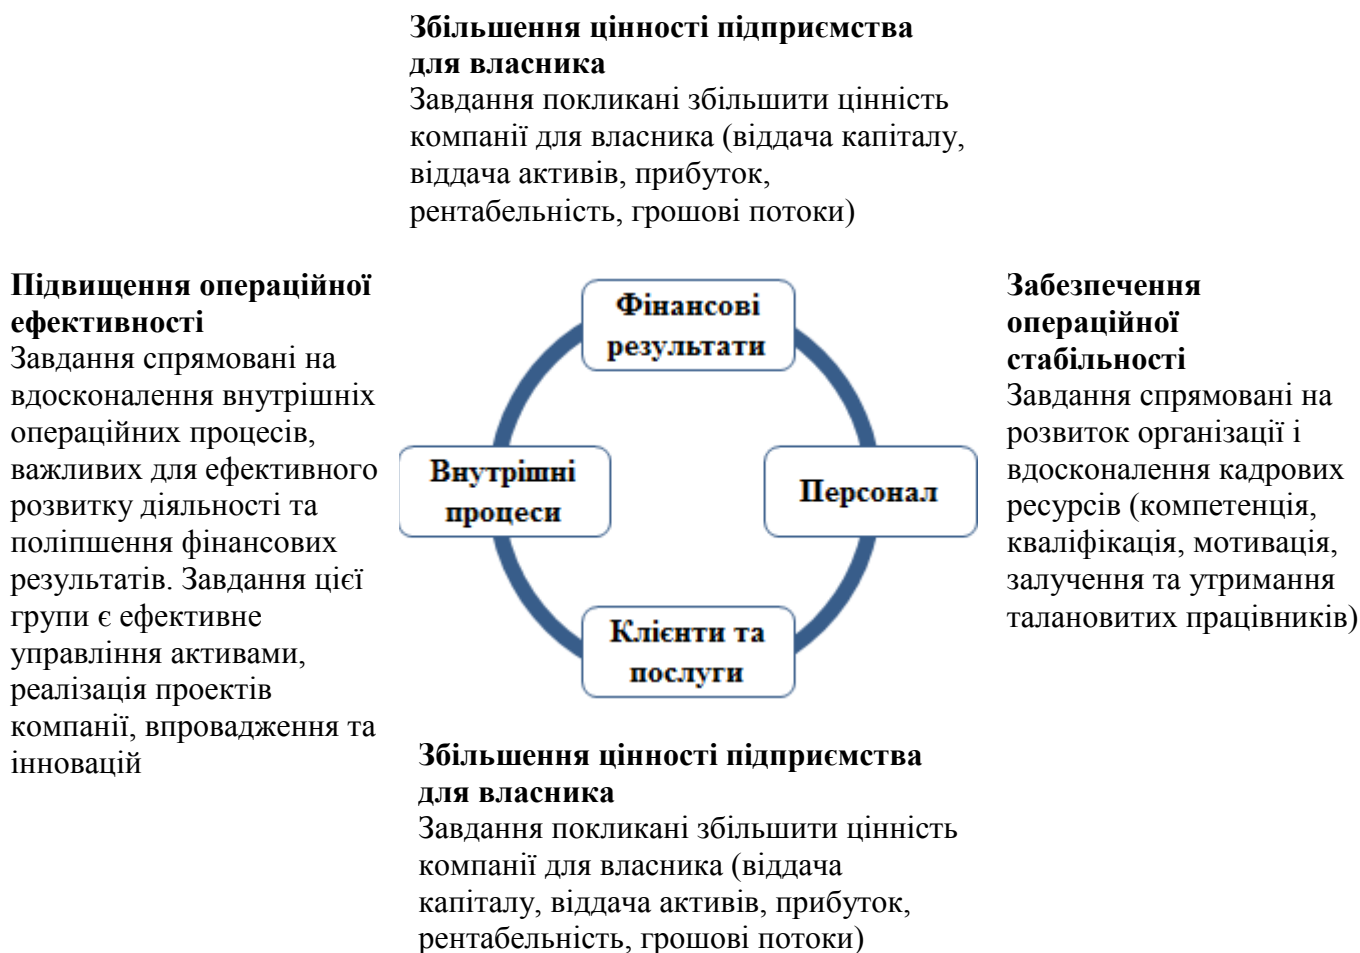 Збільшення цінності підприємства
для власника
Завдання покликані збільшити цінність
компанії для власника (віддача капіталу,
віддача активів, прибуток,
рентабельність, грошові потоки)
Підвищення операційної
ефективності
Завдання спрямовані на
вдосконалення внутрішніх
операційних процесів,
важливих для ефективного
розвитку діяльності та
поліпшення фінансових
результатів. Завдання цієї
групи є ефективне
управління активами,
реалізація проектів
компанії, впровадження та
інновацій
Фінансові
результати
Внутрішні
процеси
Персонал
Клієнти та
послуги
Забезпечення
операційної
стабільності
Завдання спрямовані на
розвиток організації і
вдосконалення кадрових
ресурсів (компетенція,
кваліфікація, мотивація,
залучення та утримання
талановитих працівників)
Збільшення цінності підприємства
для власника
Завдання покликані збільшити цінність
компанії для власника (віддача
капіталу, віддача активів, прибуток,
рентабельність, грошові потоки)